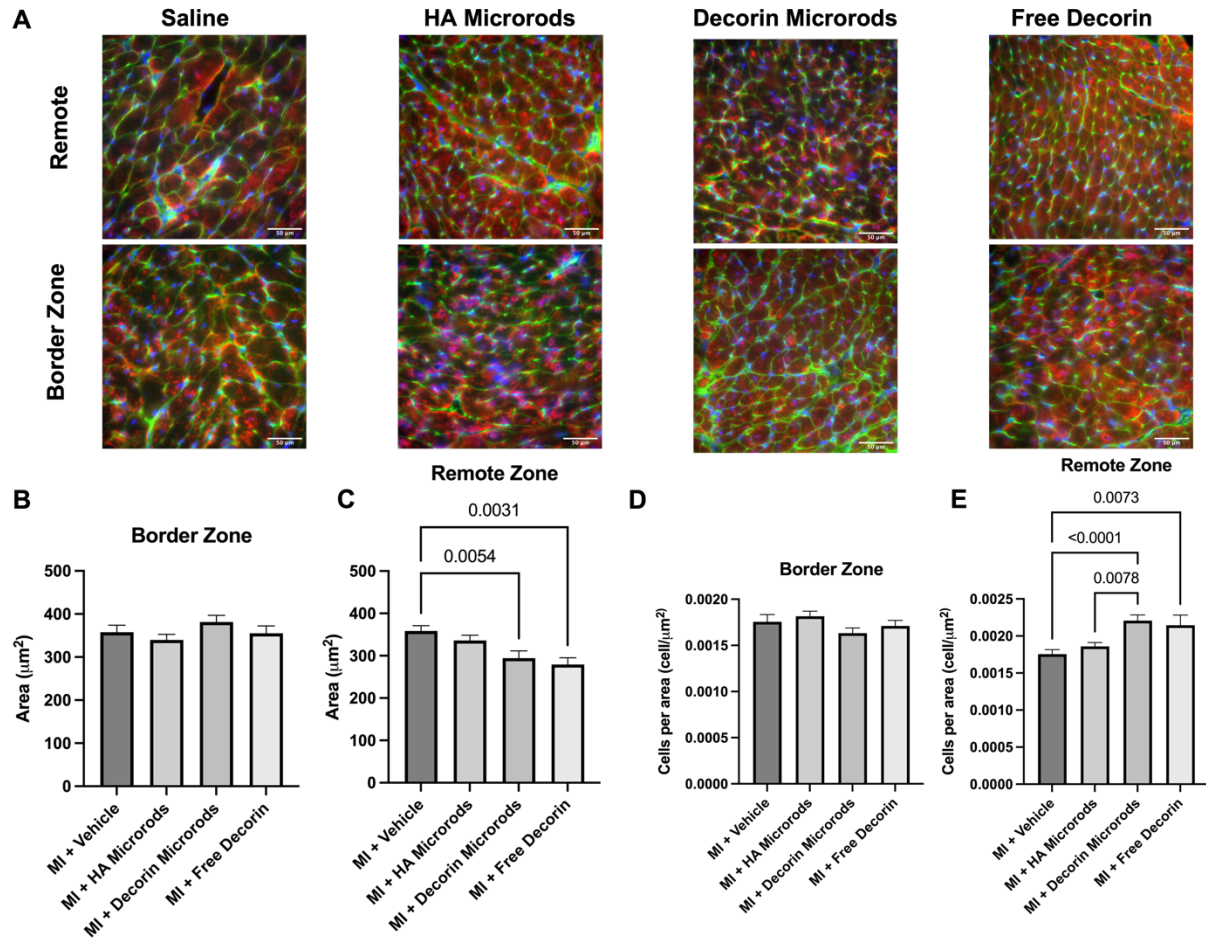 A
Saline
HA Microrods
Decorin Microrods
Free Decorin
Remote
50 µm
50 µm
50 µm
50 µm
Border Zone
50 µm
50 µm
50 µm
50 µm
B
Border Zone
Area (μm²)
500
400
300
200
100
0
MI + Vehicle
MI + HA Microrods
MI + Decorin Microrods
MI + Free Decorin
C
Remote Zone
0.0031
0.0054
Area (μm²)
500
400
300
200
100
0
MI + Vehicle
MI + HA Microrods
MI + Decorin Microrods
MI + Free Decorin
D
Border Zone
Cells per area (cell/μm²)
0.0020
0.0015
0.0010
0.0005
0.0000
MI + Vehicle
MI + HA Microrods
MI + Decorin Microrods
MI + Free Decorin
E
Remote Zone
0.0073
<0.0001
0.0078
Cells per area (cell/μm²)
0.0025
0.0020
0.0015
0.0010
0.0005
0.0000
MI + Vehicle
MI + HA Microrods
MI + Decorin Microrods
MI + Free Decorin